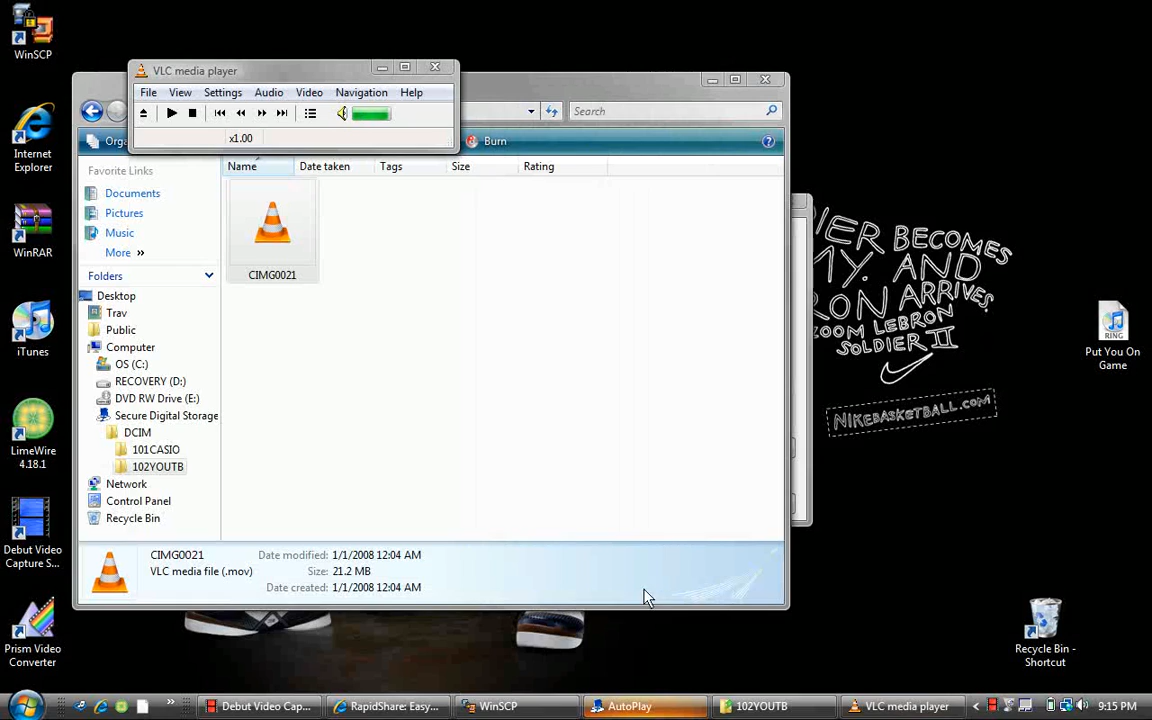 WinSCP
Internet
Explorer
WinRAR
iTunes
LimeWire
4.18.1
Debut Video
Capture S...
Prism Video
Converter
VLC media player
File View Settings Audio Video Navigation Help
x1.00
Search
Orga
Burn
Name Date taken Tags Size Rating
Favorite Links
Documents
Pictures
Music
More »
Folders
Desktop
Trav
Public
Computer
OS (C:)
RECOVERY (D:)
DVD RW Drive (E:)
Secure Digital Storage
DCIM
101CASIO
102YOUTB
Network
Control Panel
Recycle Bin
CIMG0021
CIMG0021
VLC media file (.mov)
Date modified: 1/1/2008 12:04 AM
Size: 21.2 MB
Date created: 1/1/2008 12:04 AM
DIER BECOMES
MY. AND
RON ARRIVES.
ZOOM LEBRON
SOLDIER II
NIKEBASKETBALL.COM
RING
Put You On
Game
Recycle Bin -
Shortcut
Debut Video Cap...
RapidShare: Easy...
WinSCP
AutoPlay
102YOUTB
VLC media player
9:15 PM